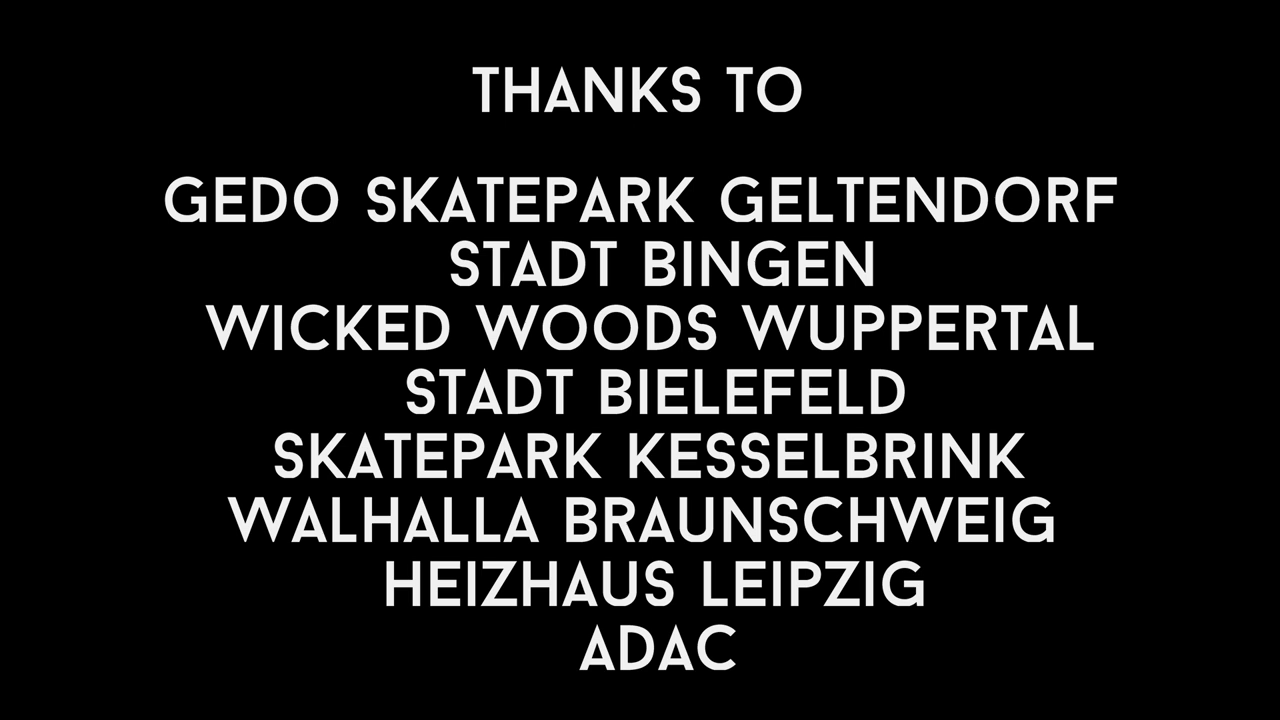 THANKS TO
GEDO SKATEPARK GELTENDORF
STADT BINGEN
WICKED WOODS WUPPERTAL
STADT BIELEFELD
SKATEPARK KESSELBRINK
WALHALLA BRAUNSCHWEIG
HEIZHAUS LEIPZIG
ADAC